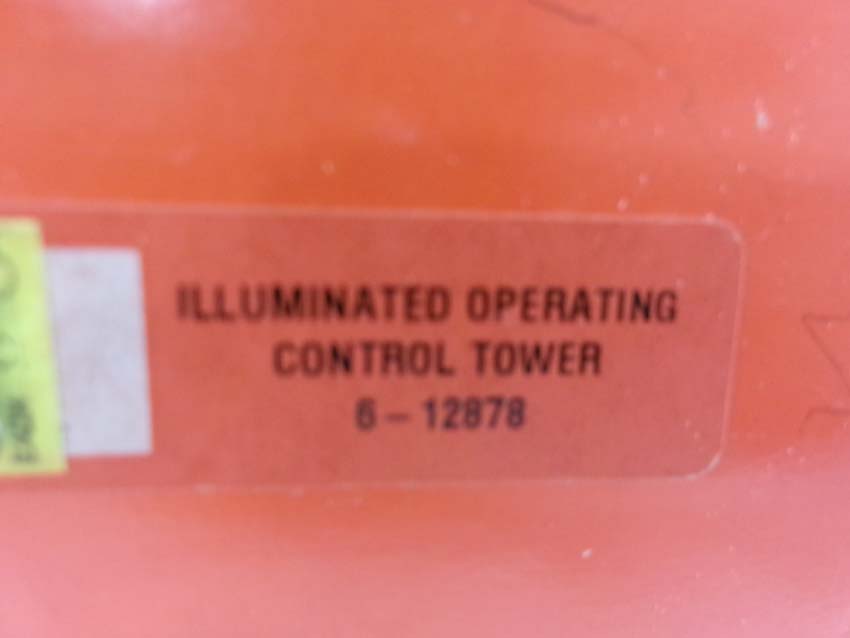 ILLUMINATED OPERATING
CONTROL TOWER
6-12878